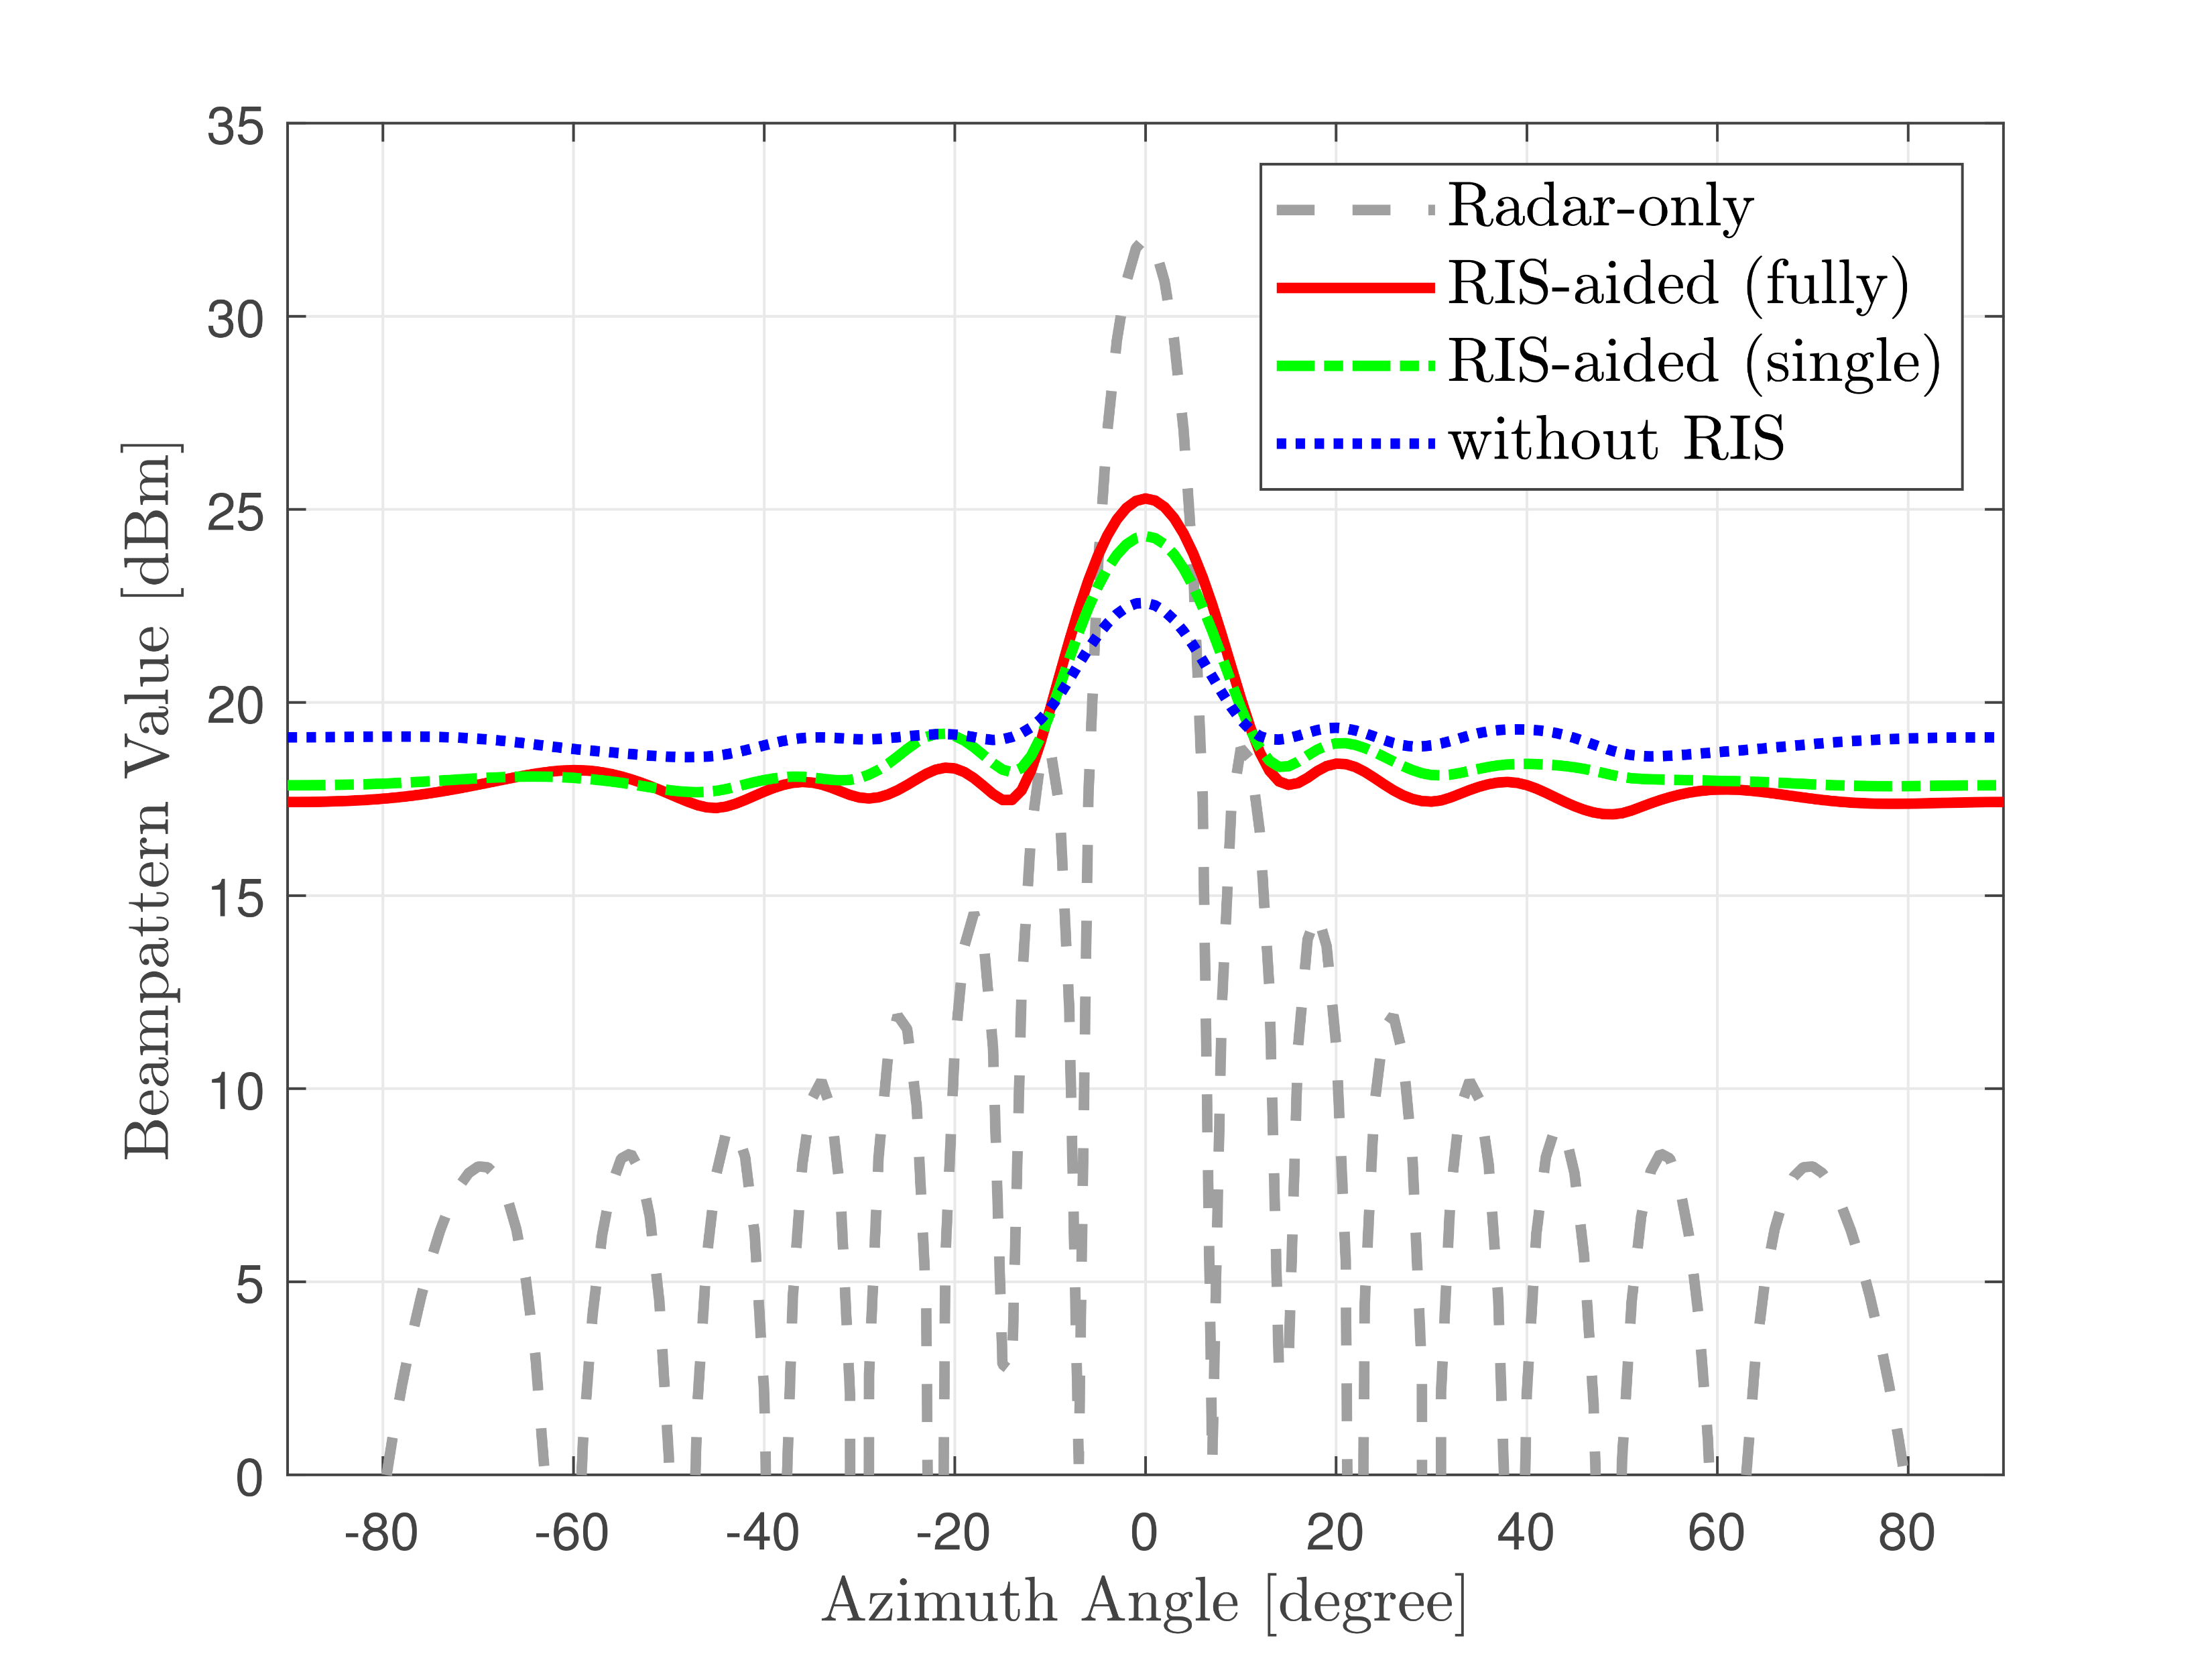 35
30
25
20
15
10
5
0
-80 -60 -40 -20 0 20 40 60 80
Beampattern Value [dBm]
Azimuth Angle [degree]
Radar-only
RIS-aided (fully)
RIS-aided (single)
without RIS